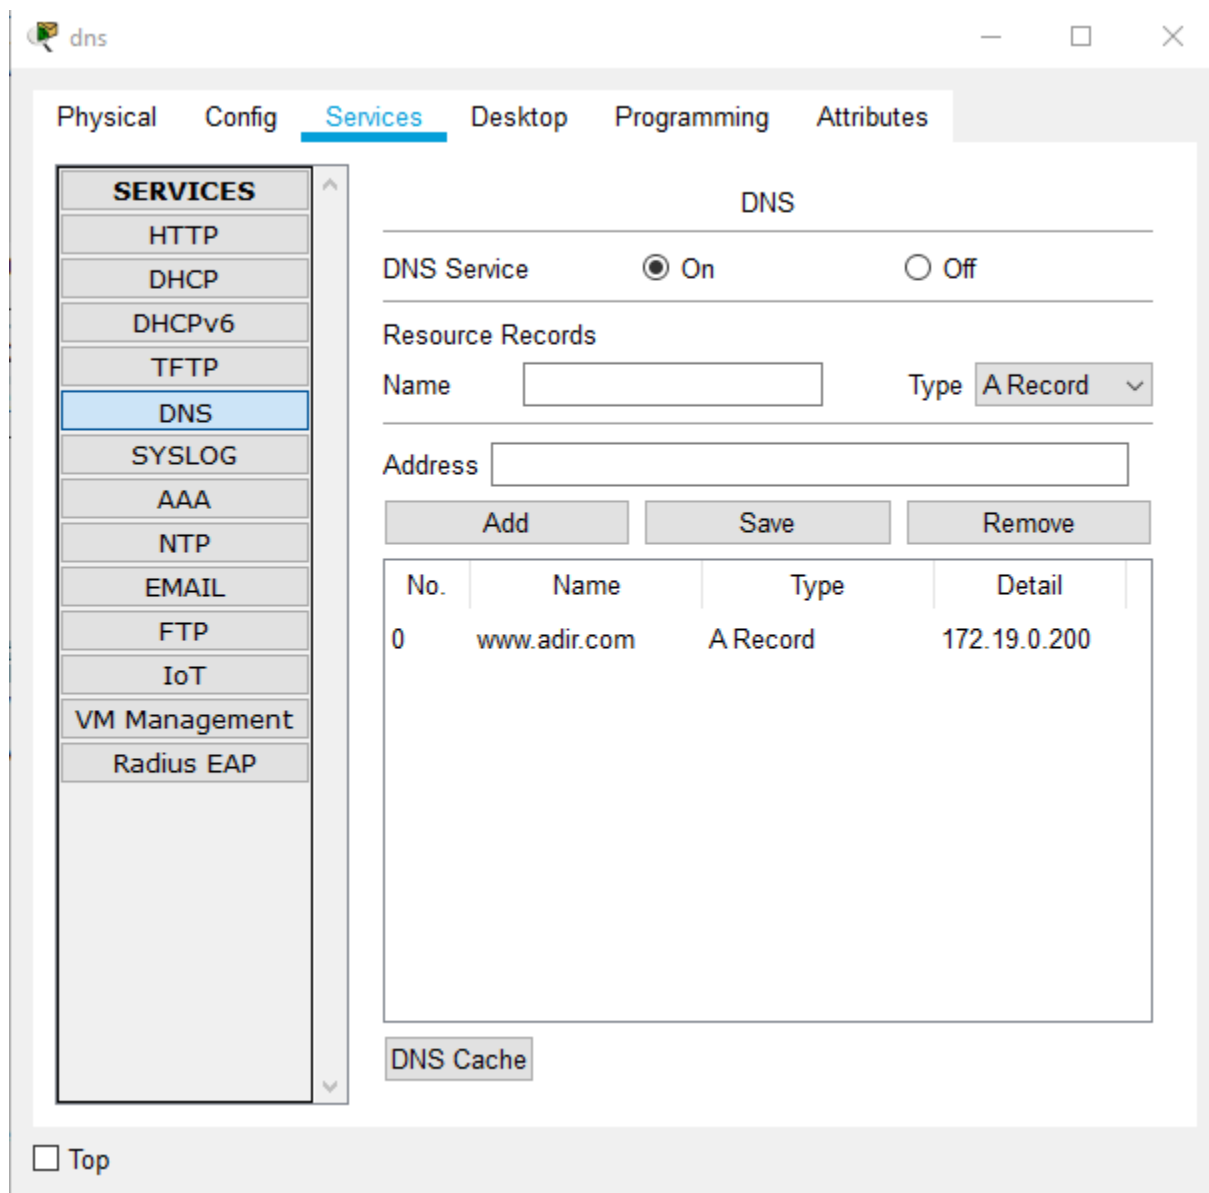 dns
Physical Config Services Desktop Programming Attributes
SERVICES
HTTP
DHCP
DHCPv6
TFTP
DNS
SYSLOG
AAA
NTP
EMAIL
FTP
IoT
VM Management
Radius EAP
DNS
DNS Service On Off
Resource Records
Name Type A Record
Address
Add Save Remove
No. Name Type Detail
0 www.adir.com A Record 172.19.0.200
DNS Cache
Top